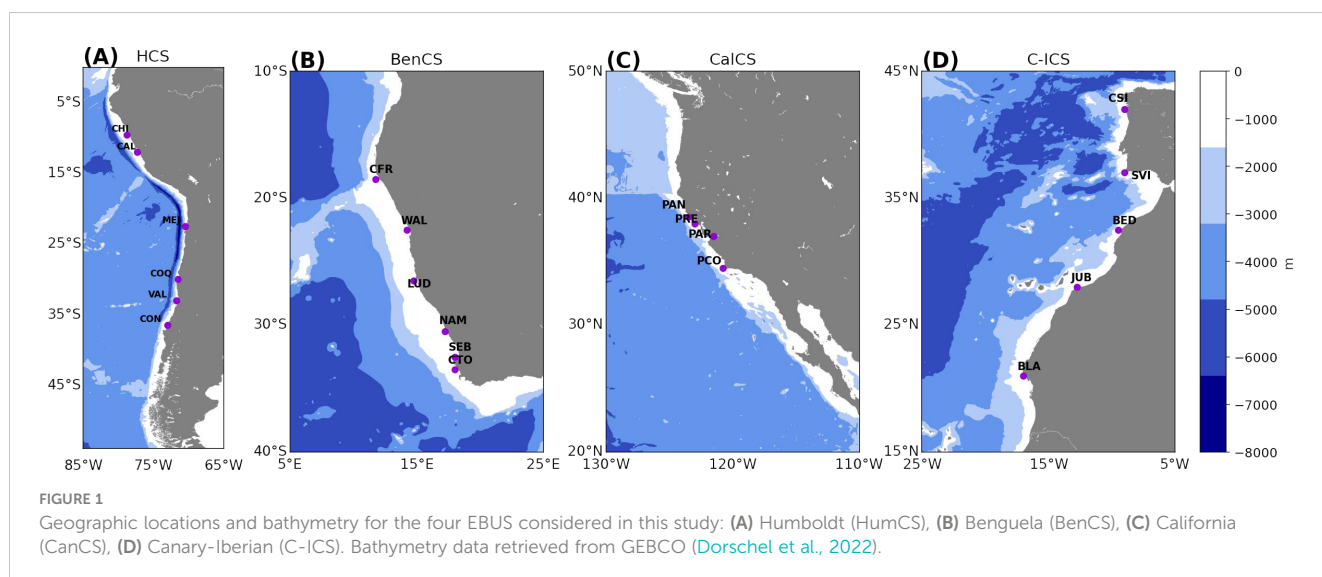 (A) HCS
5°S
15°S
25°S
35°S
45°S
85°W 75°W 65°W
CHI
CAL
MEJ
COQ
VAL
CON
(B) BenCS
10°S
20°S
30°S
40°S
5°E 15°E 25°E
CFR
WAL
LUD
NAM
SEB
CTO
(C) CalCS
50°N
40°N
30°N
20°N
130°W 120°W 110°W
PAN
PRE
PAR
PCO
(D) C-ICS
45°N
35°N
25°N
15°N
25°W 15°W 5°W
CSI
SVI
BED
JUB
BLA
0
−1000
−2000
−3000
−4000
−5000
−6000
−7000
−8000
m
FIGURE 1
Geographic locations and bathymetry for the four EBUS considered in this study: (A) Humboldt (HumCS), (B) Benguela (BenCS), (C) California
(CanCS), (D) Canary-Iberian (C-ICS). Bathymetry data retrieved from GEBCO (Dorschel et al., 2022).